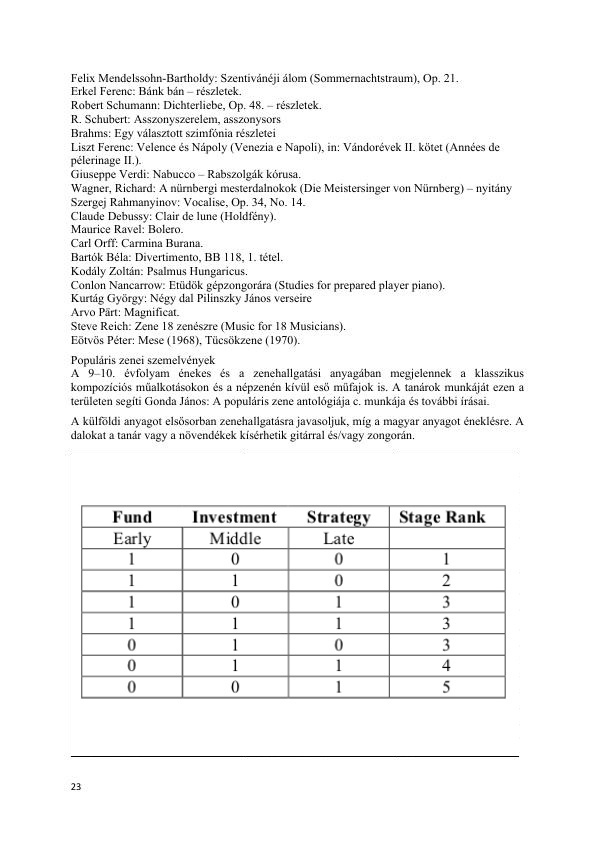 Felix Mendelssohn-Bartholdy: Szentivánéji álom (Sommernachtstraum), Op. 21.
Erkel Ferenc: Bánk bán – részletek.
Robert Schumann: Dichterliebe, Op. 48. – részletek.
R. Schubert: Asszonyszerelem, asszonysors
Brahms: Egy választott szimfónia részletei
Liszt Ferenc: Velence és Nápoly (Venezia e Napoli), in: Vándorévek II. kötet (Années de
pélerinage II.).
Giuseppe Verdi: Nabucco – Rabszolgák kórusa.
Wagner, Richard: A nürnbergi mesterdalnokok (Die Meistersinger von Nürnberg) – nyitány
Szergej Rahmanyinov: Vocalise, Op. 34, No. 14.
Claude Debussy: Clair de lune (Holdfény).
Maurice Ravel: Bolero.
Carl Orff: Carmina Burana.
Bartók Béla: Divertimento, BB 118, 1. tétel.
Kodály Zoltán: Psalmus Hungaricus.
Conlon Nancarrow: Etűdök gépzongorára (Studies for prepared player piano).
Kurtág György: Négy dal Pilinszky János verseire
Arvo Pärt: Magnificat.
Steve Reich: Zene 18 zenészre (Music for 18 Musicians).
Eötvös Péter: Mese (1968), Tücsökzene (1970).
Populáris zenei szemelvények
A 9–10. évfolyam énekes és a zenehallgatási anyagában megjelennek a klasszikus
kompozíciós műalkotásokon és a népzenén kívül eső műfajok is. A tanárok munkáját ezen a
területen segíti Gonda János: A populáris zene antológiája c. munkája és további írásai.
A külföldi anyagot elsősorban zenehallgatásra javasoljuk, míg a magyar anyagot éneklésre. A
dalokat a tanár vagy a növendékek kísérhetik gitárral és/vagy zongorán.
Fund Investment Strategy Stage Rank
Early Middle Late
1 0 0 1
1 1 0 2
1 0 1 3
1 1 1 3
0 1 0 3
0 1 1 4
0 0 1 5
23